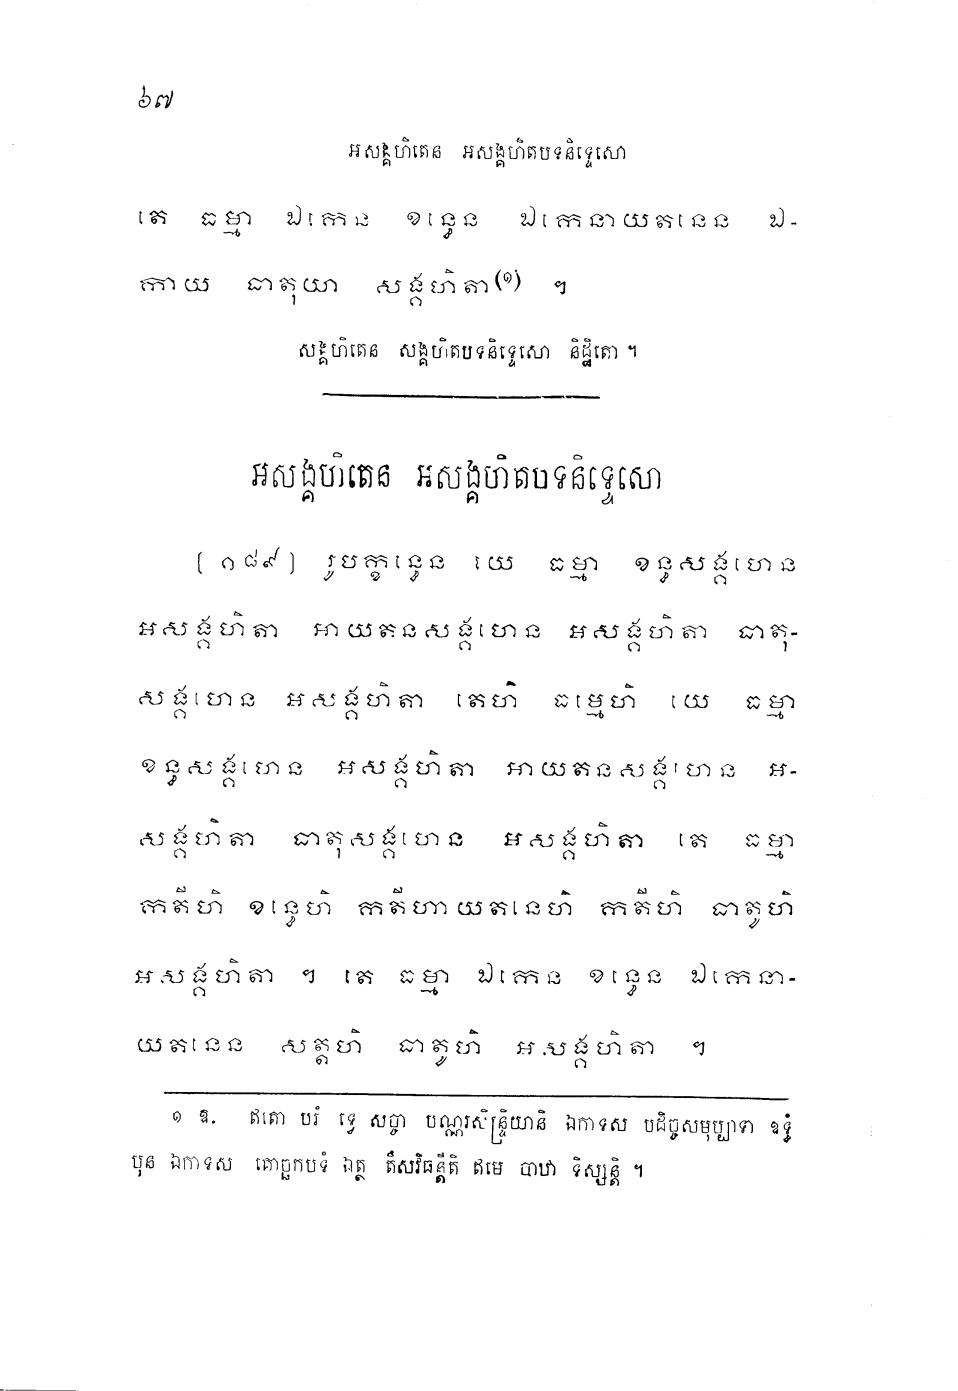 ៦៧
អសង្គហិតេន អសង្គហិតបទនិទ្ទេសោ
តេ ធម្មា ឯកេន ខន្ធេន ឯកេនាយតនេន ឯ-
កាយ ធាតុយា សង្គហិតា(១) ។
សង្គហិតេន សង្គហិតបទនិទ្ទេសោ និដ្ឋិតោ ។
អសង្គហិតេន អសង្គហិតបទនិទ្ទេសោ
[១៨៩] រូបក្ខន្ធេន យេ ធម្មា ខន្ធសង្គហេន
អសង្គហិតា អាយតនសង្គហេន អសង្គហិតា ធាតុ-
សង្គហេន អសង្គហិតា តេហិ ធម្មេហិ យេ ធម្មា
ខន្ធសង្គហេន អសង្គហិតា អាយតនសង្គហេន អ-
សង្គហិតា ធាតុសង្គហេន អសង្គហិតា តេ ធម្មា
កតីហិ ខន្ធេហិ កតីហាយតនេហិ កតីហិ ធាតូហិ
អសង្គហិតា ។ តេ ធម្មា ឯកេន ខន្ធេន ឯកេនា-
យតនេន សត្តហិ ធាតូហិ អសង្គហិតា ។
១ ឱ. ឥតោ បរំ ទ្វេ សច្ចា បណ្ណរសិន្ទ្រិយានិ ឯកាទស បដិច្ចសមុប្បាទា ឧទ្ធំ
បុន ឯកាទស គោច្ឆកបទំ ឯត្ថ តឹសវិធន្តីតិ ឥមេ បាឋា ទិស្សន្តិ ។